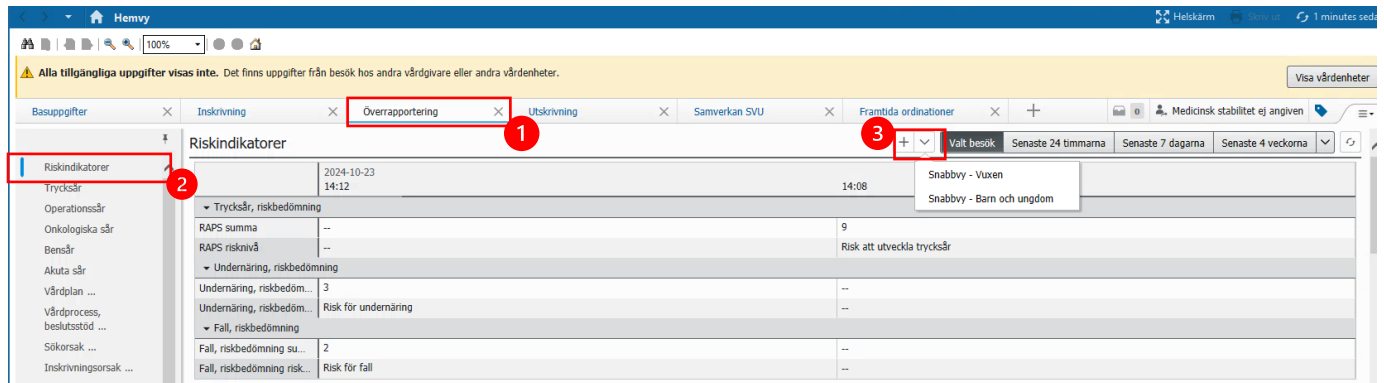 Hemvy
Helskärm Skriv ut 1 minutes seda
100%
Alla tillgängliga uppgifter visas inte. Det finns uppgifter från besök hos andra vårdgivare eller andra vårdenheter.
Visa vårdenheter
Basuppgifter Inskrivning Överrapportering Utskrivning Samverkan SVU Framtida ordinationer 0 Medicinsk stabilitet ej angiven
1
Riskindikatorer
3
Valt besök Senaste 24 timmarna Senaste 7 dagarna Senaste 4 veckorna
Snabbvy - Vuxen
Snabbvy - Barn och ungdom
Riskindikatorer
2
Trycksår
Operationssår
Onkologiska sår
Bensår
Akuta sår
Vårdplan ...
Vårdprocess,
beslutsstöd ...
Sökorsak ...
Inskrivningsorsak ...
2024-10-23
14:12 14:08
Trycksår, riskbedömning
RAPS summa -- 9
RAPS risknivå -- Risk att utveckla trycksår
Undernäring, riskbedömning
Undernäring, riskbedöm... 3 --
Undernäring, riskbedöm... Risk för undernäring --
Fall, riskbedömning
Fall, riskbedömning su... 2 --
Fall, riskbedömning risk... Risk för fall --